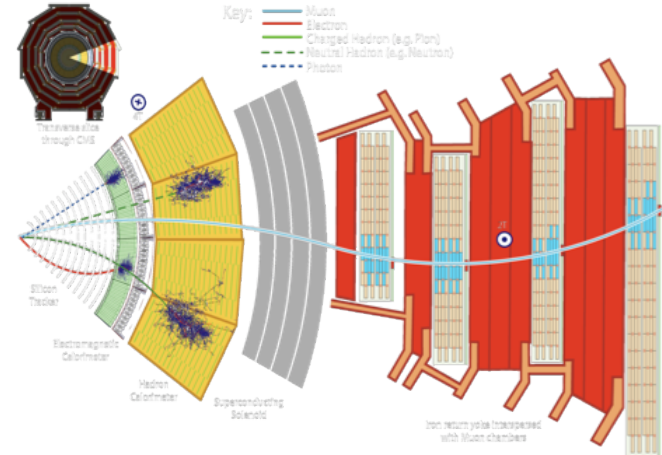 Key:
Muon
Electron
Charged Hadron (e.g. Pion)
Neutral Hadron (e.g. Neutron)
Photon
Transverse slice
through CMS
4T
Silicon
Tracker
Electromagnetic
Calorimeter
Hadron
Calorimeter
Superconducting
Solenoid
Iron return yoke interspersed
with Muon chambers